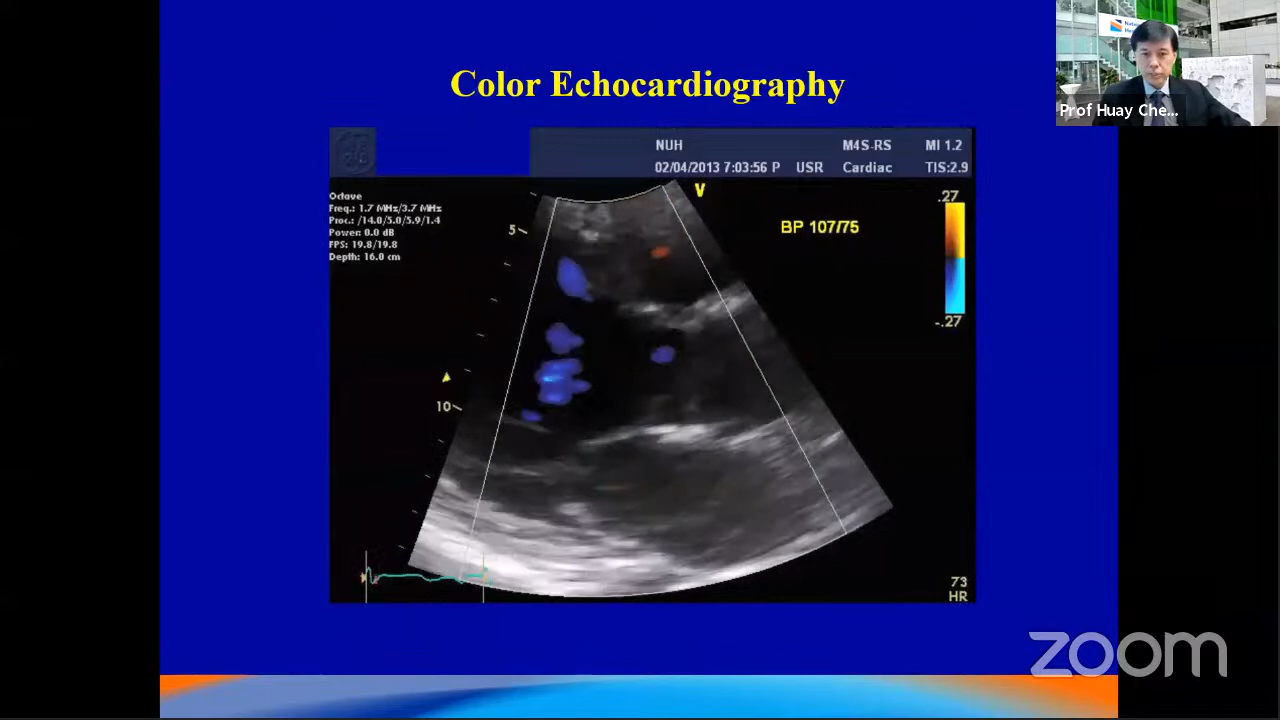 Color Echocardiography
Prof Huay Che...
NUH
M4S-RS
MI 1.2
02/04/2013 7:03:56 P
USR
Cardiac
TIS:2.9
V
Octave
Freq.: 1.7 MHz/3.7 MHz
Proc.: /14.0/5.0/5.9/1.4
Power: 0.0 dB
FPS: 19.8/19.8
Depth: 16.0 cm
5
BP 107/75
.27
-.27
10
73
HR
zoom